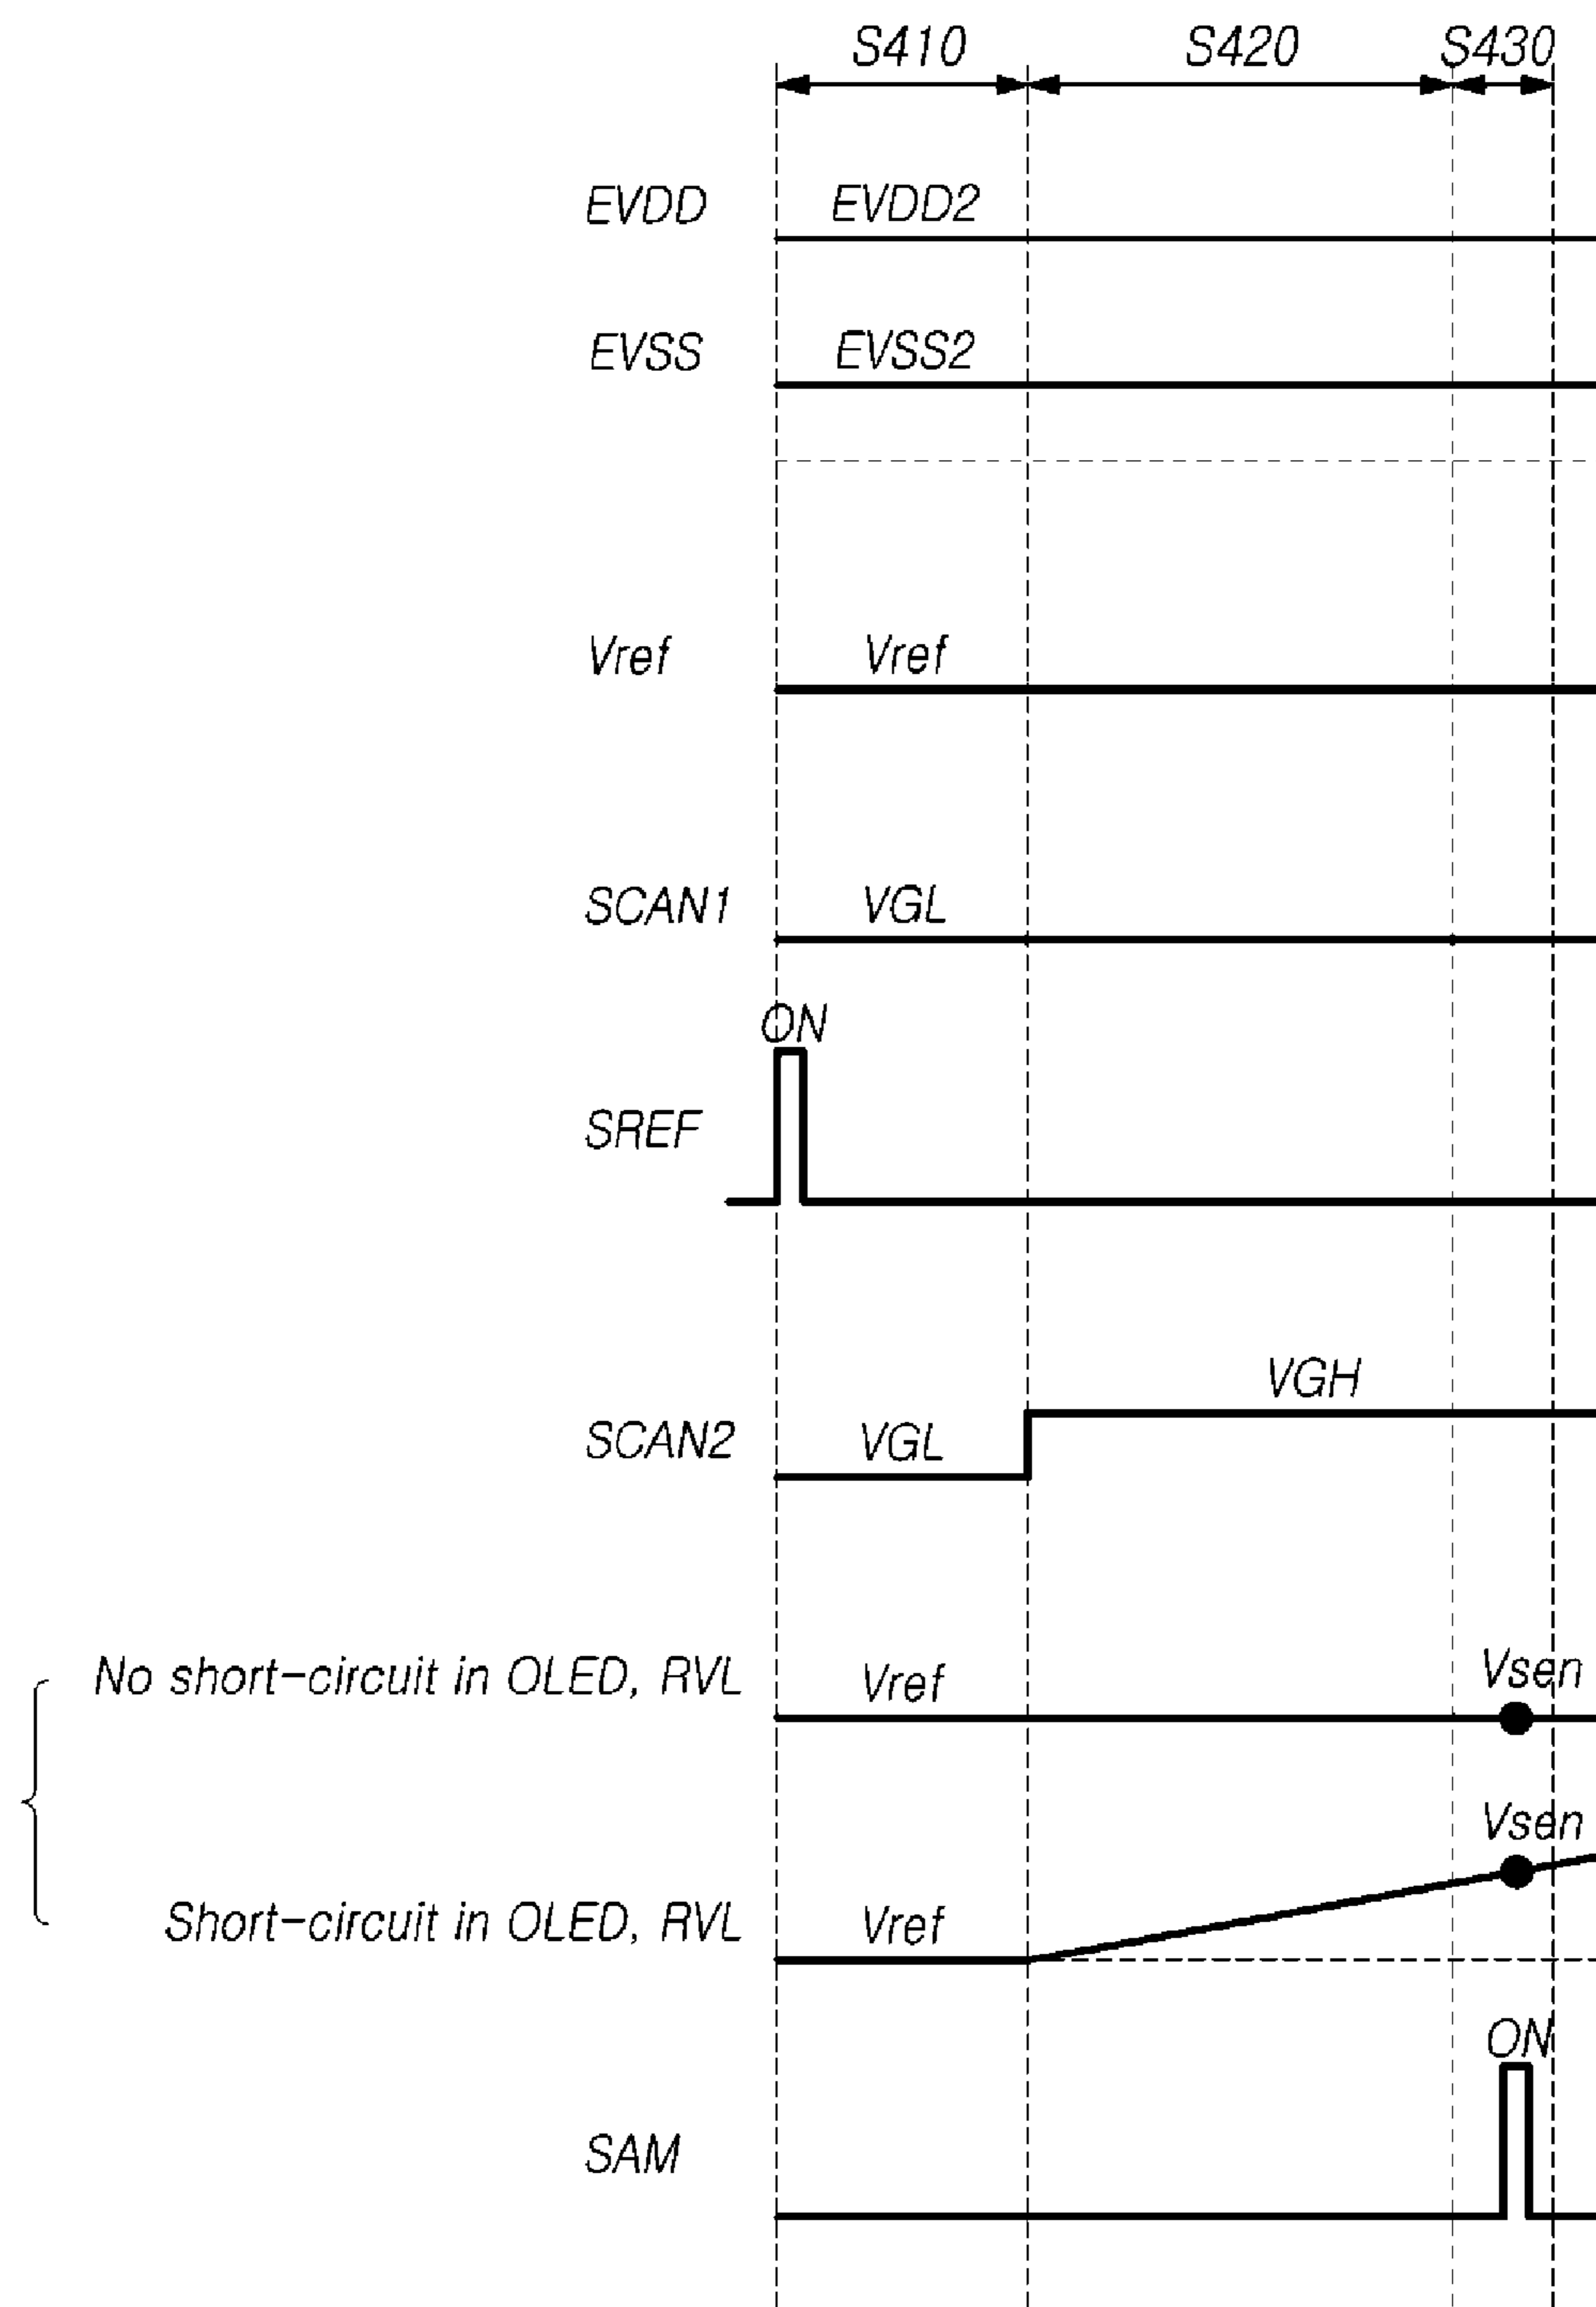 S410 S420 S430
EVDD EVDD2
EVSS EVSS2
Vref Vref
SCAN1 VGL
ON
SREF
VGH
SCAN2 VGL
No short-circuit in OLED, RVL Vref Vsen
Vsen
Short-circuit in OLED, RVL Vref
ON
SAM